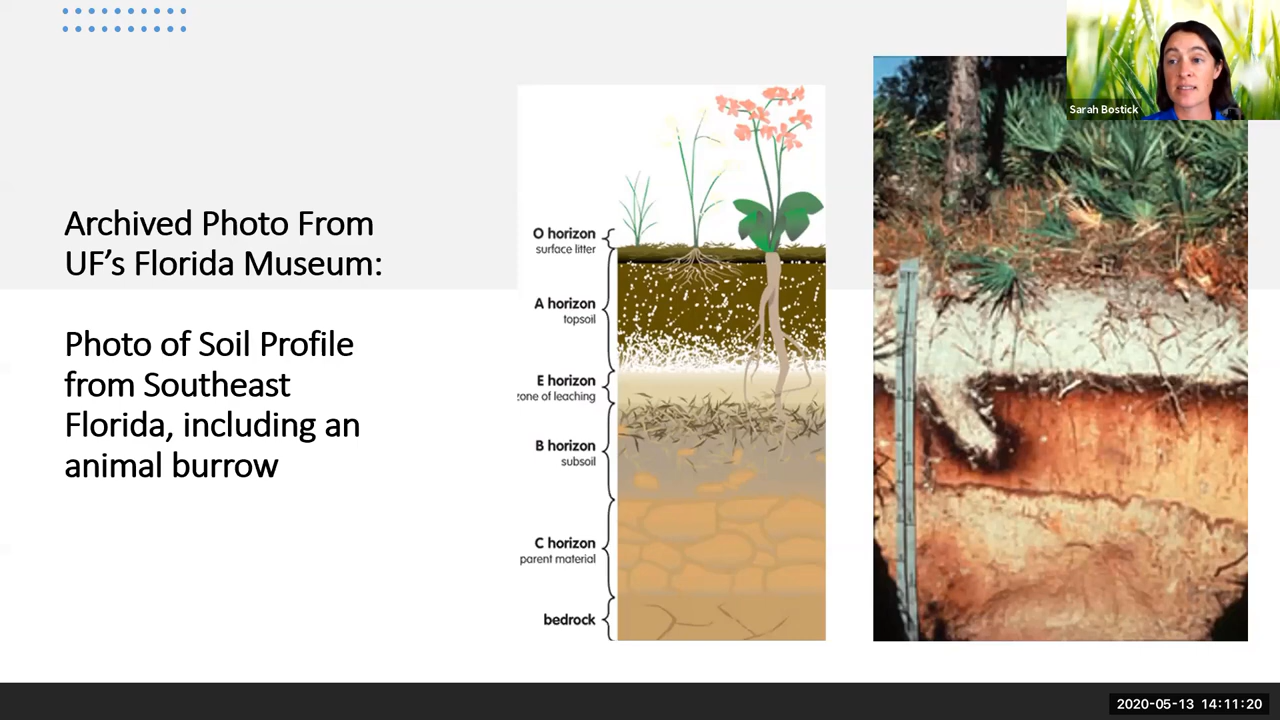 Archived Photo From
UF's Florida Museum:
Photo of Soil Profile
from Southeast
Florida, including an
animal burrow
O horizon
surface litter
A horizon
topsoil
E horizon
zone of leaching
B horizon
subsoil
C horizon
parent material
bedrock
Sarah Bostick
2020-05-13 14:11:20